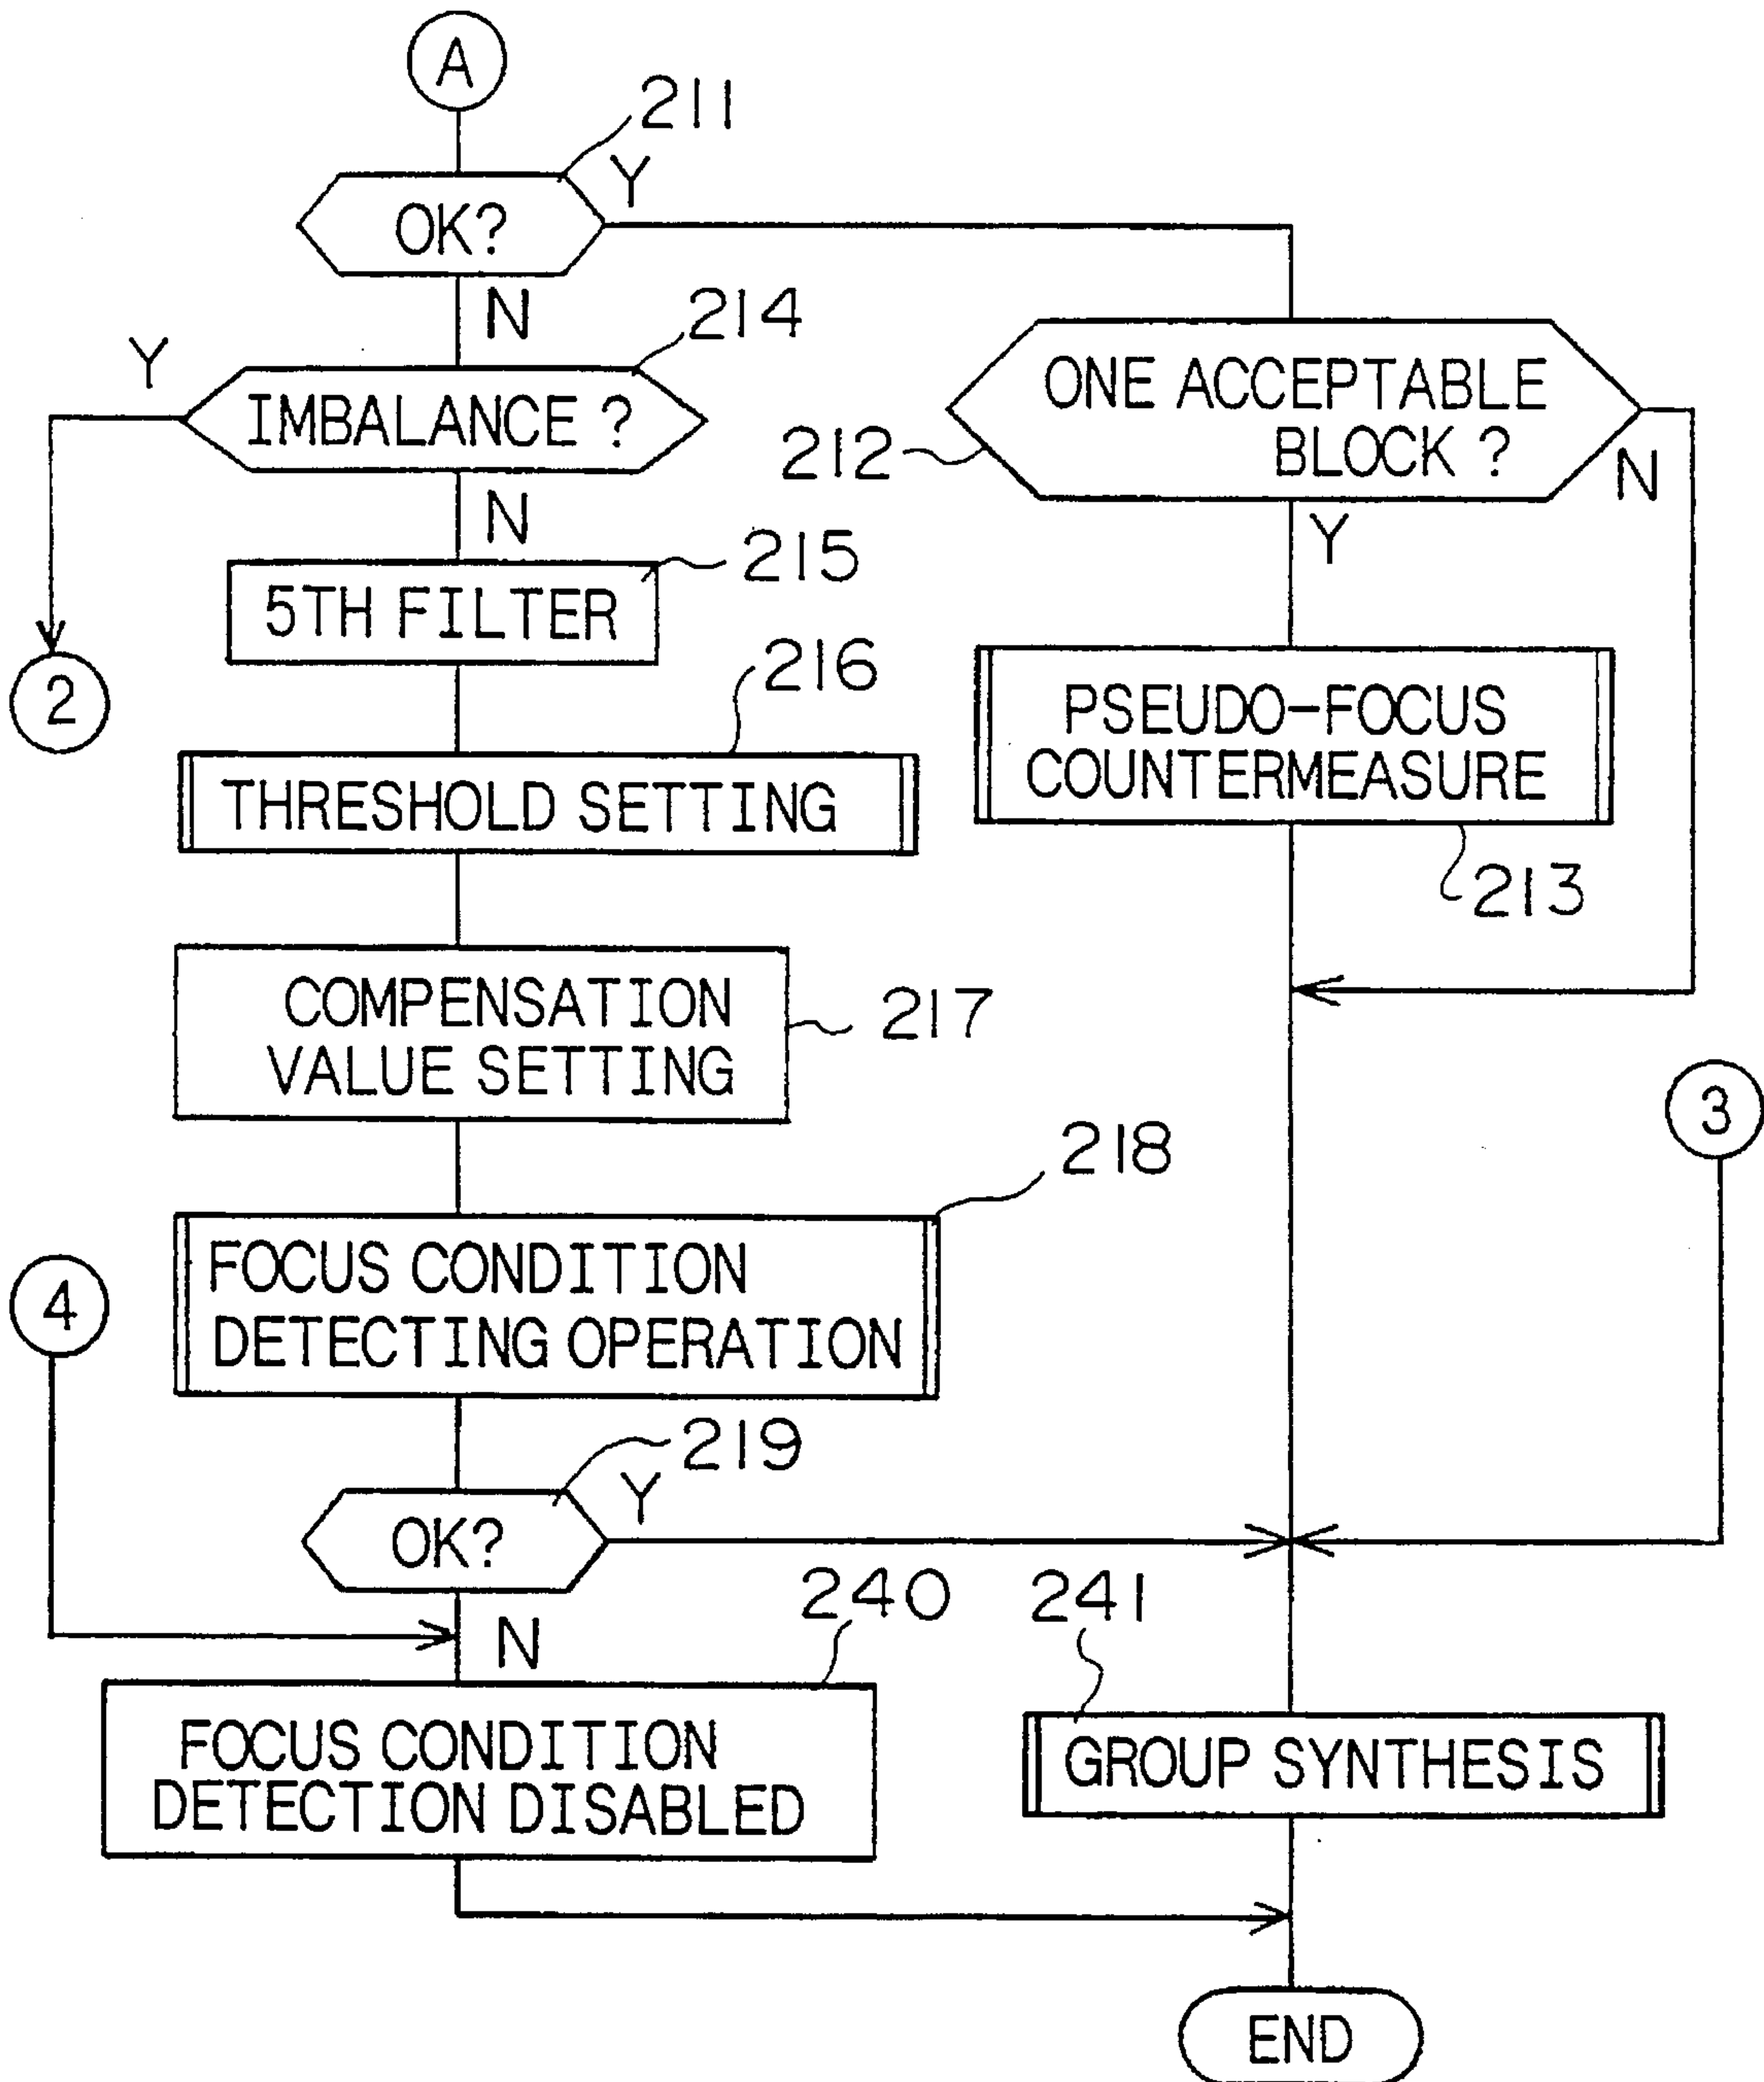 A
211
Y
OK?
N
214
Y
IMBALANCE ?
ONE ACCEPTABLE
BLOCK ?
212
N
N
Y
215
5TH FILTER
216
2
PSEUDO-FOCUS
COUNTERMEASURE
THRESHOLD SETTING
213
COMPENSATION
VALUE SETTING
217
3
218
FOCUS CONDITION
DETECTING OPERATION
4
219
Y
OK?
240
241
N
FOCUS CONDITION
DETECTION DISABLED
GROUP SYNTHESIS
END